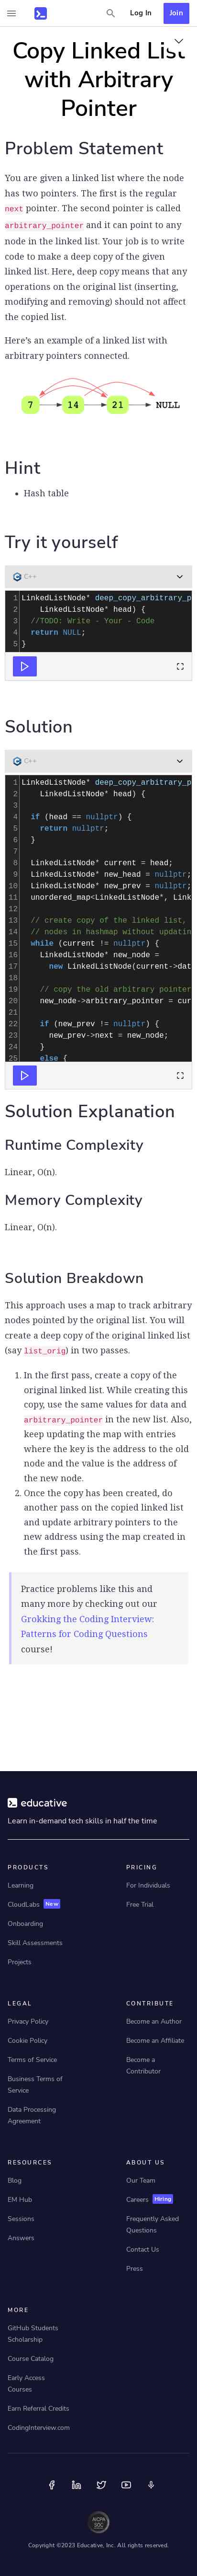 Log In
Join
Copy Linked List
with Arbitrary
Pointer
Problem Statement
You are given a linked list where the node
has two pointers. The first is the regular
next pointer. The second pointer is called
arbitrary_pointer and it can point to any
node in the linked list. Your job is to write
code to make a deep copy of the given
linked list. Here, deep copy means that any
operations on the original list (inserting,
modifying and removing) should not affect
the copied list.
Here’s an example of a linked list with
arbitrary pointers connected.
7 14 21 NULL
Hint
Hash table
Try it yourself
C++
1 LinkedListNode* deep_copy_arbitrary_p
2 LinkedListNode* head) {
3 //TODO: Write - Your - Code
4 return NULL;
5 }
Solution
C++
1 LinkedListNode* deep_copy_arbitrary_p
2 LinkedListNode* head) {
3
4 if (head == nullptr) {
5 return nullptr;
6 }
7
8 LinkedListNode* current = head;
9 LinkedListNode* new_head = nullptr;
10 LinkedListNode* new_prev = nullptr;
11 unordered_map<LinkedListNode*, Link
12
13 // create copy of the linked list,
14 // nodes in hashmap without updatin
15 while (current != nullptr) {
16 LinkedListNode* new_node =
17 new LinkedListNode(current->dat
18
19 // copy the old arbitrary pointer
20 new_node->arbitrary_pointer = cur
21
22 if (new_prev != nullptr) {
23 new_prev->next = new_node;
24 }
25 else {
Solution Explanation
Runtime Complexity
Linear, O(n).
Memory Complexity
Linear, O(n).
Solution Breakdown
This approach uses a map to track arbitrary
nodes pointed by the original list. You will
create a deep copy of the original linked list
(say list_orig) in two passes.
1. In the first pass, create a copy of the
original linked list. While creating this
copy, use the same values for data and
arbitrary_pointer in the new list. Also,
keep updating the map with entries
where the key is the address to the old
node and the value is the address of
the new node.
2. Once the copy has been created, do
another pass on the copied linked list
and update arbitrary pointers to the
new address using the map created in
the first pass.
Practice problems like this and
many more by checking out our
Grokking the Coding Interview:
Patterns for Coding Questions
course!
educative
Learn in-demand tech skills in half the time
PRODUCTS
Learning
CloudLabs New
Onboarding
Skill Assessments
Projects
PRICING
For Individuals
Free Trial
LEGAL
Privacy Policy
Cookie Policy
Terms of Service
Business Terms of
Service
Data Processing
Agreement
CONTRIBUTE
Become an Author
Become an Affiliate
Become a
Contributor
RESOURCES
Blog
EM Hub
Sessions
Answers
ABOUT US
Our Team
Careers Hiring
Frequently Asked
Questions
Contact Us
Press
MORE
GitHub Students
Scholarship
Course Catalog
Early Access
Courses
Earn Referral Credits
CodingInterview.com
AICPA
SOC
Copyright ©2023 Educative, Inc. All rights reserved.